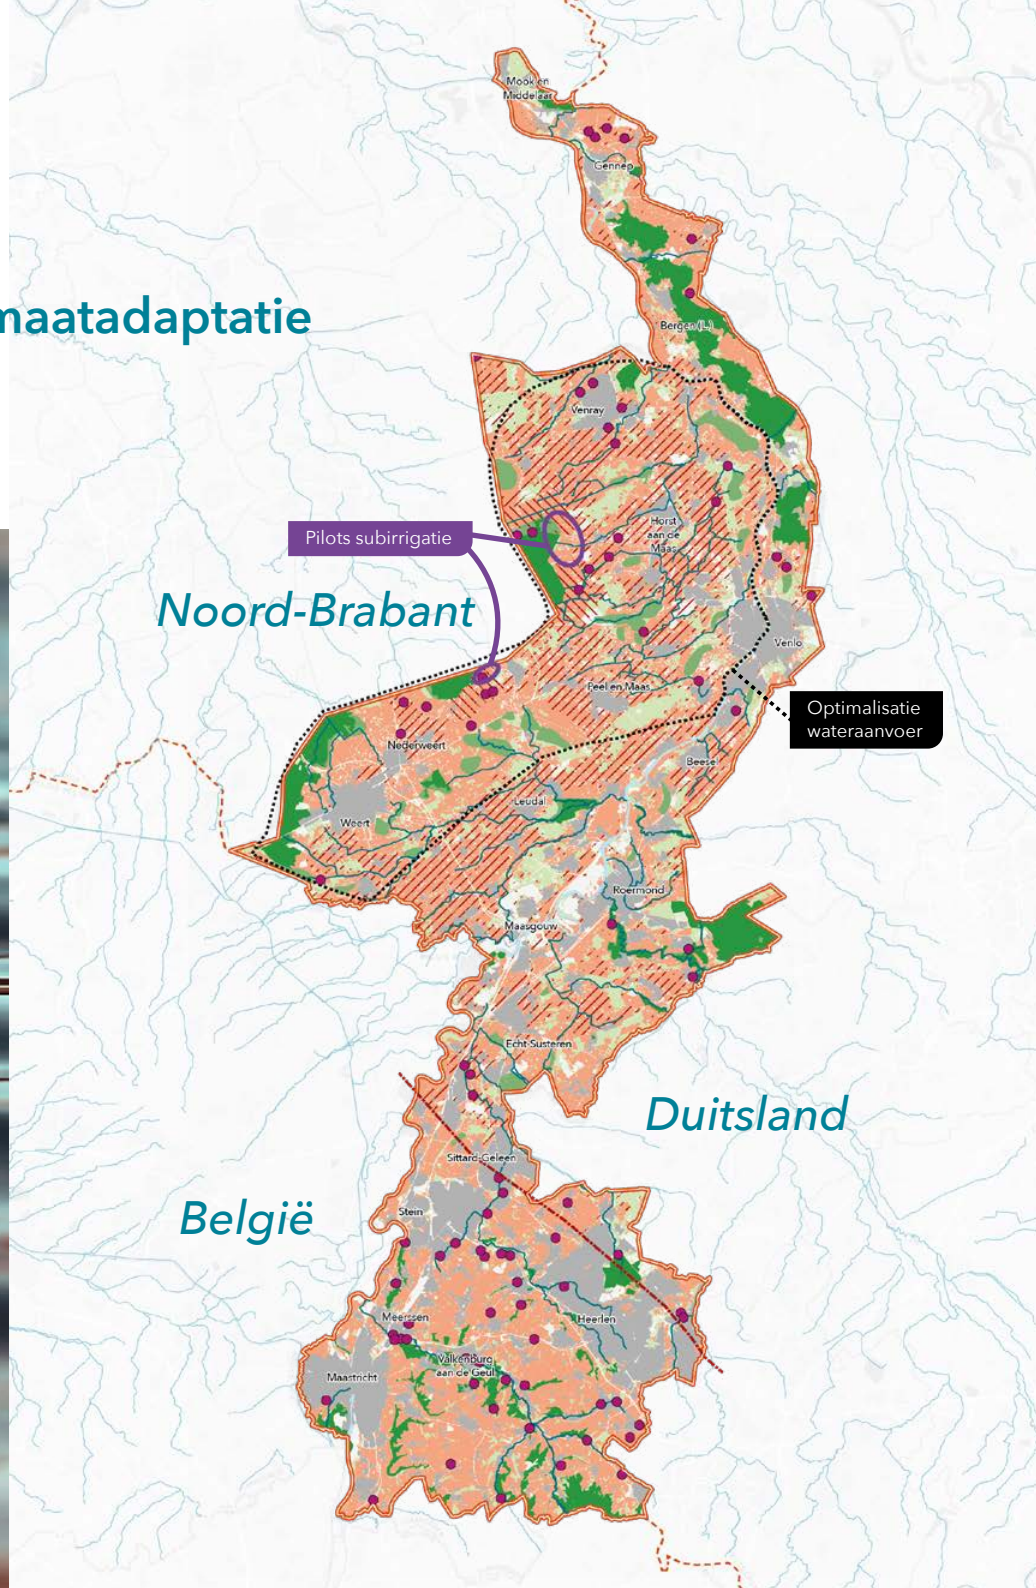 Mook en
Middelaar
Gennep
naatadaptatie
Bergen (L.)
Venray
Pilots subirrigatie
Horst
aan de
Maas
Noord-Brabant
Venlo
Peel en Maas
Optimalisatie
wateraanvoer
Nederweert
Beesel
Leudal
Weert
Roermond
Maasgouw
Echt-Susteren
Duitsland
Sittard-Geleen
België
Stein
Meerssen
Heerlen
Valkenburg
aan de Geul
Maastricht